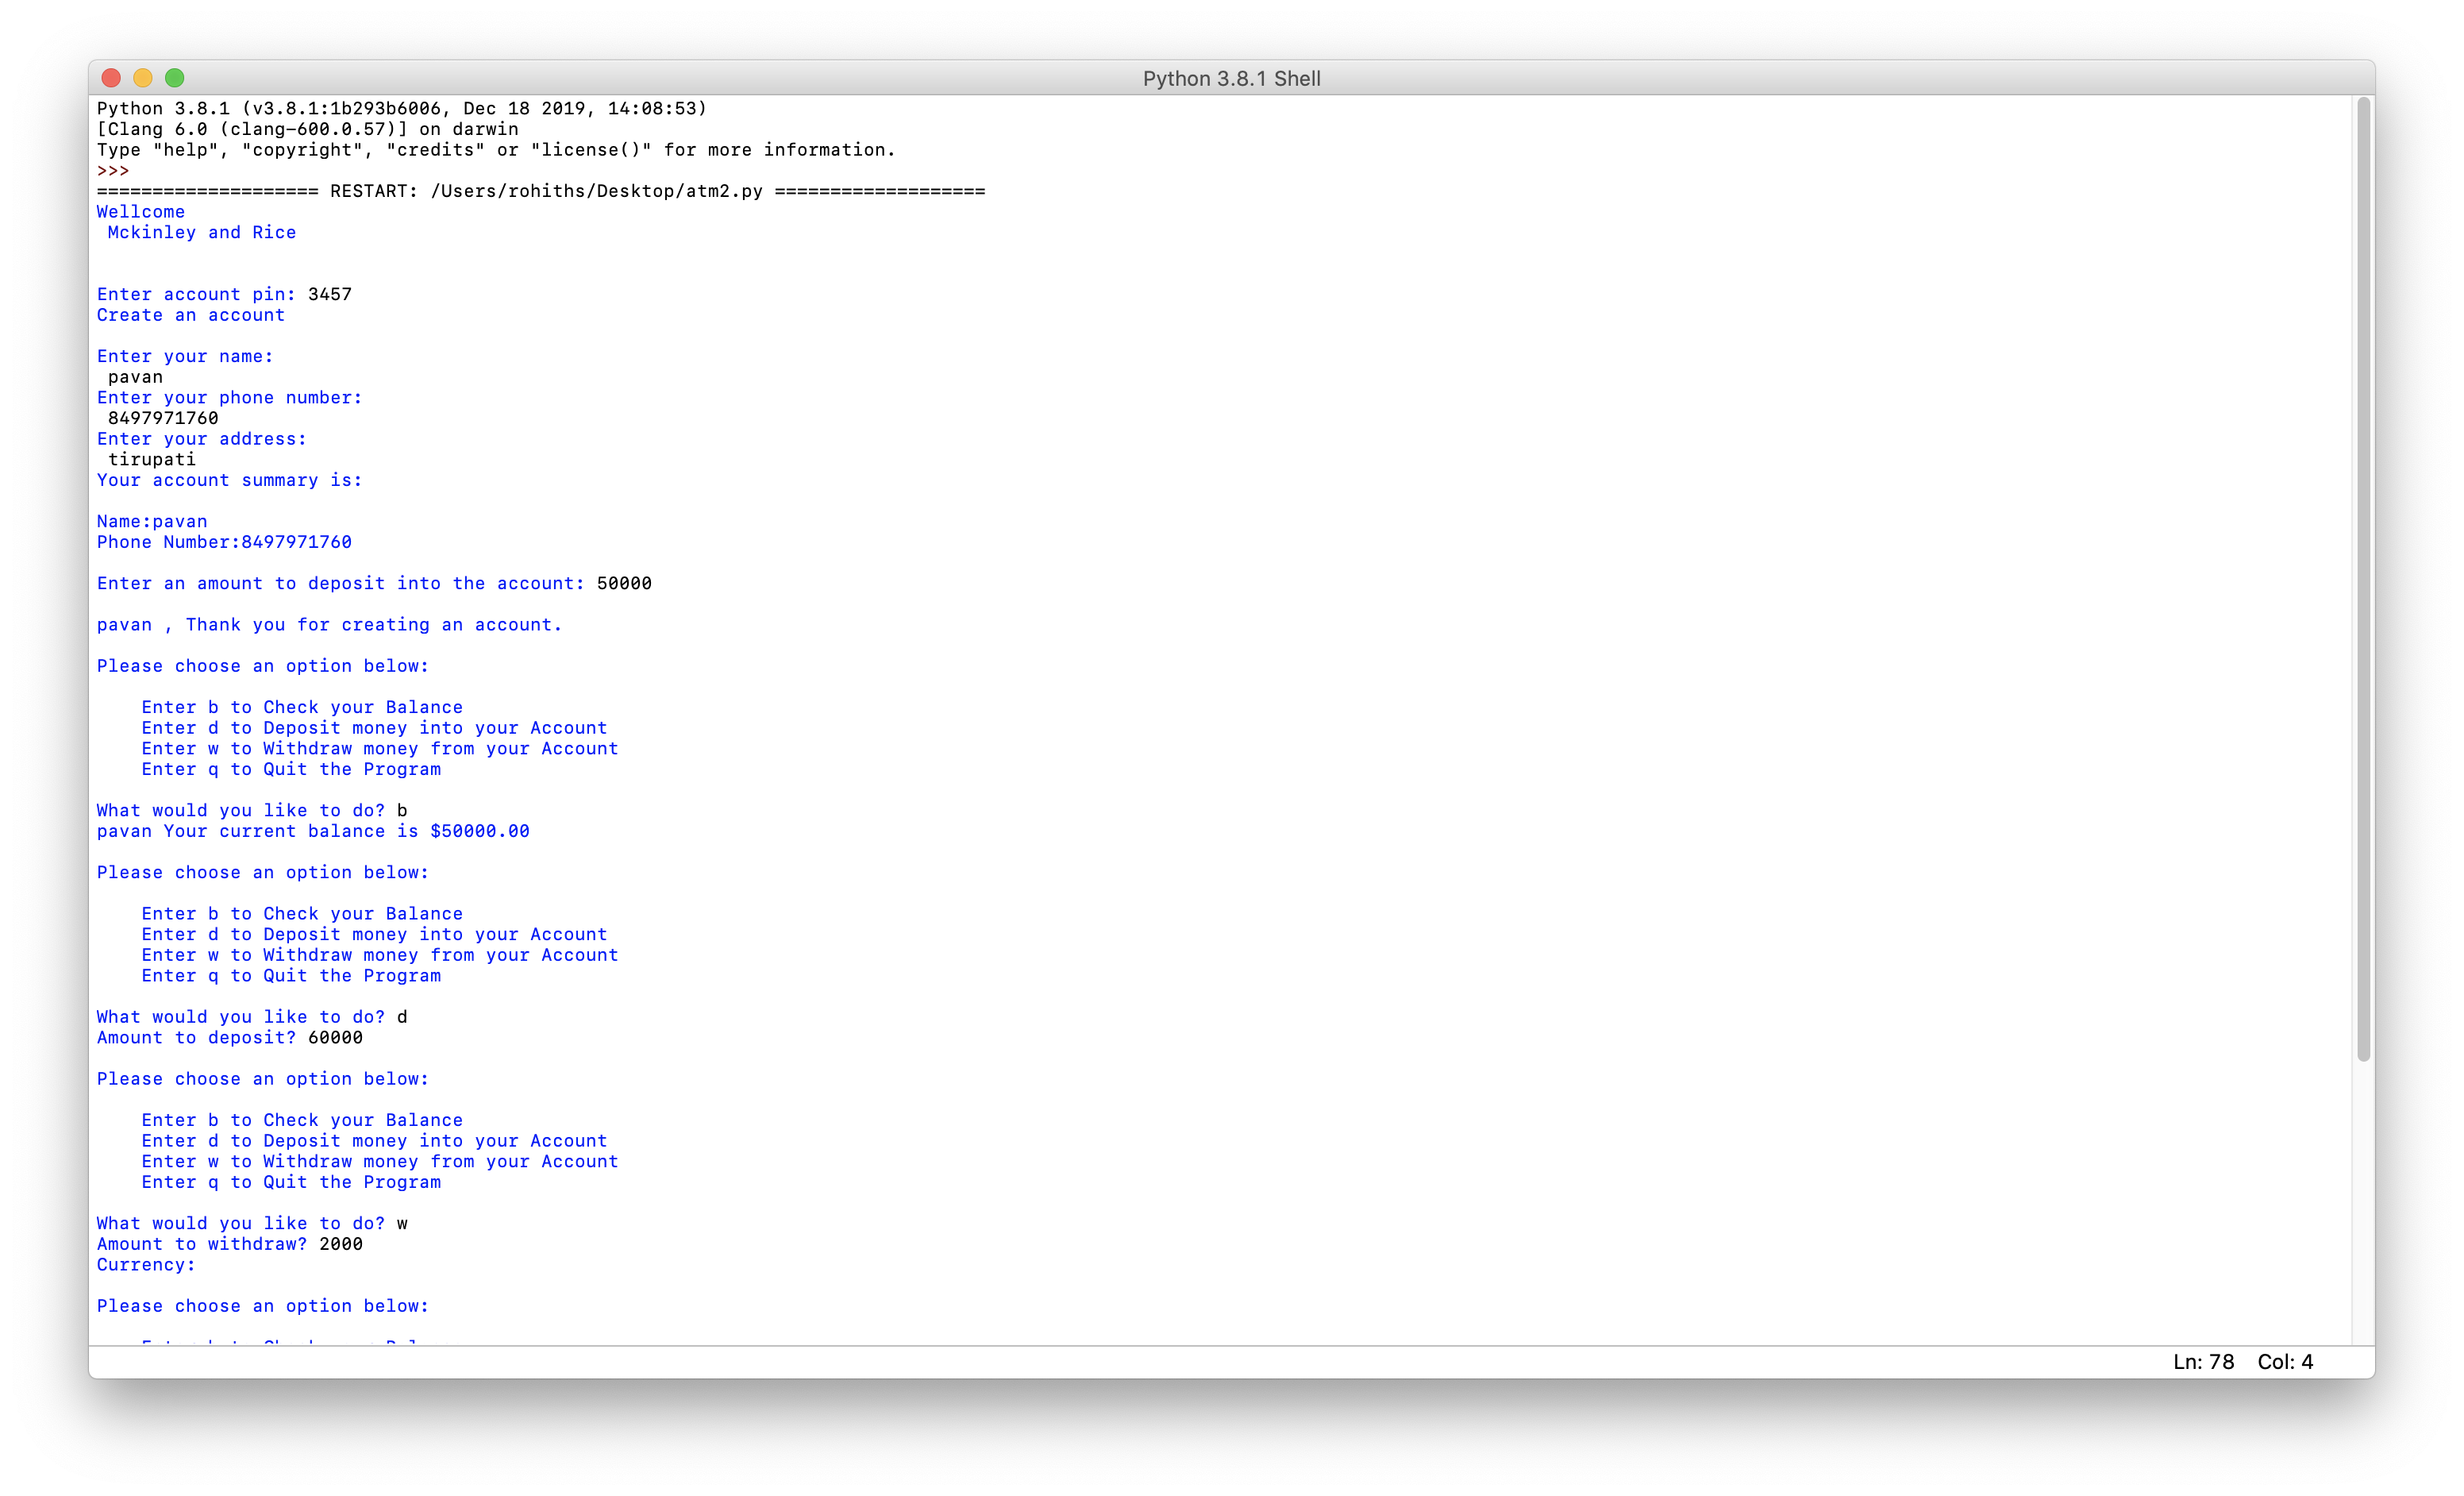 Python 3.8.1 Shell
Python 3.8.1 (v3.8.1:1b293b6006, Dec 18 2019, 14:08:53)
[Clang 6.0 (clang-600.0.57)] on darwin
Type "help", "copyright", "credits" or "license()" for more information.
>>>
==================== RESTART: /Users/rohiths/Desktop/atm2.py ===================
Wellcome
 Mckinley and Rice
Enter account pin: 3457
Create an account
Enter your name:
 pavan
Enter your phone number:
 8497971760
Enter your address:
 tirupati
Your account summary is:
Name:pavan
Phone Number:8497971760
Enter an amount to deposit into the account: 50000
pavan , Thank you for creating an account.
Please choose an option below:
    Enter b to Check your Balance
    Enter d to Deposit money into your Account
    Enter w to Withdraw money from your Account
    Enter q to Quit the Program
What would you like to do? b
pavan Your current balance is $50000.00
Please choose an option below:
    Enter b to Check your Balance
    Enter d to Deposit money into your Account
    Enter w to Withdraw money from your Account
    Enter q to Quit the Program
What would you like to do? d
Amount to deposit? 60000
Please choose an option below:
    Enter b to Check your Balance
    Enter d to Deposit money into your Account
    Enter w to Withdraw money from your Account
    Enter q to Quit the Program
What would you like to do? w
Amount to withdraw? 2000
Currency:
Please choose an option below:
Ln: 78 Col: 4